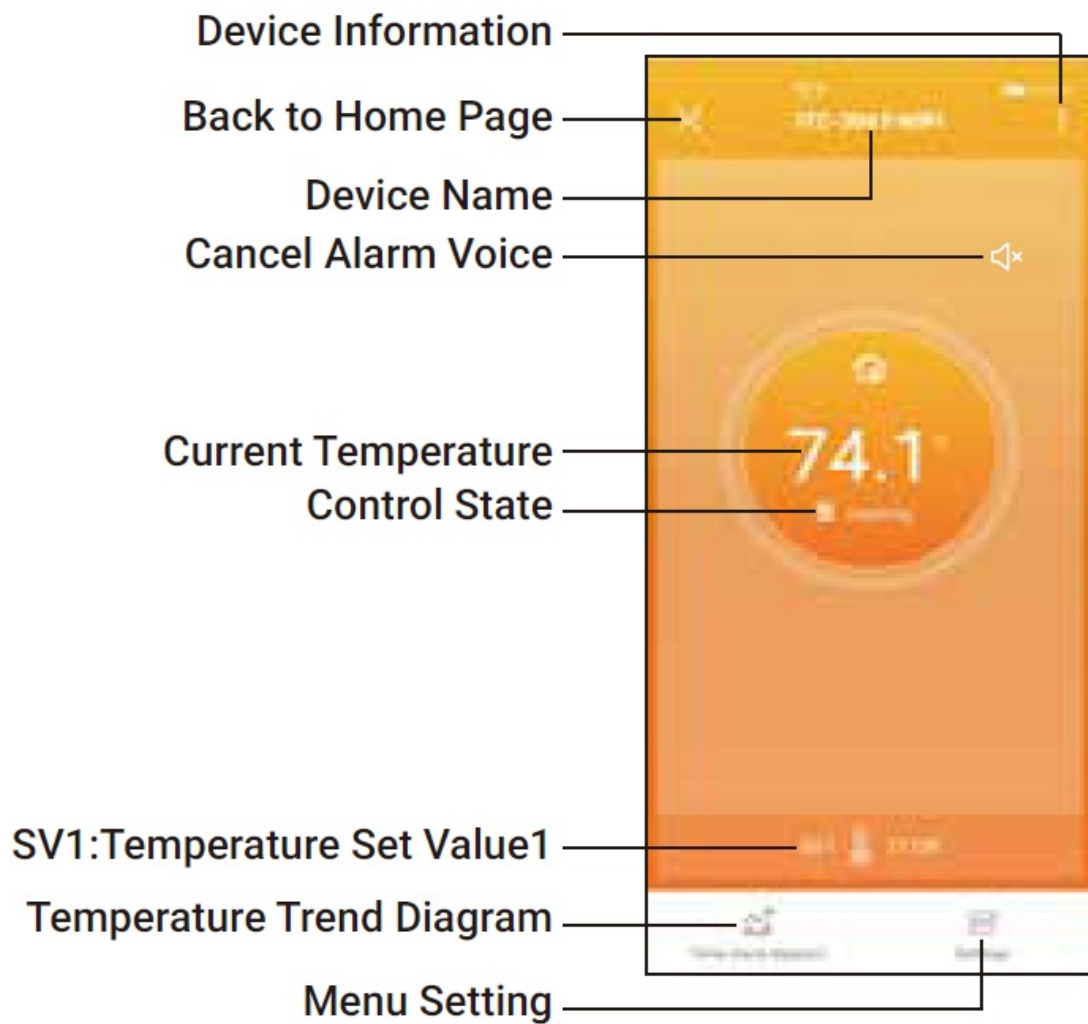 Device Information
Back to Home Page
Device Name
Cancel Alarm Voice
74.1
Current Temperature
Control State
SV1:Temperature Set Value1
Temperature Trend Diagram
Settings
Menu Setting